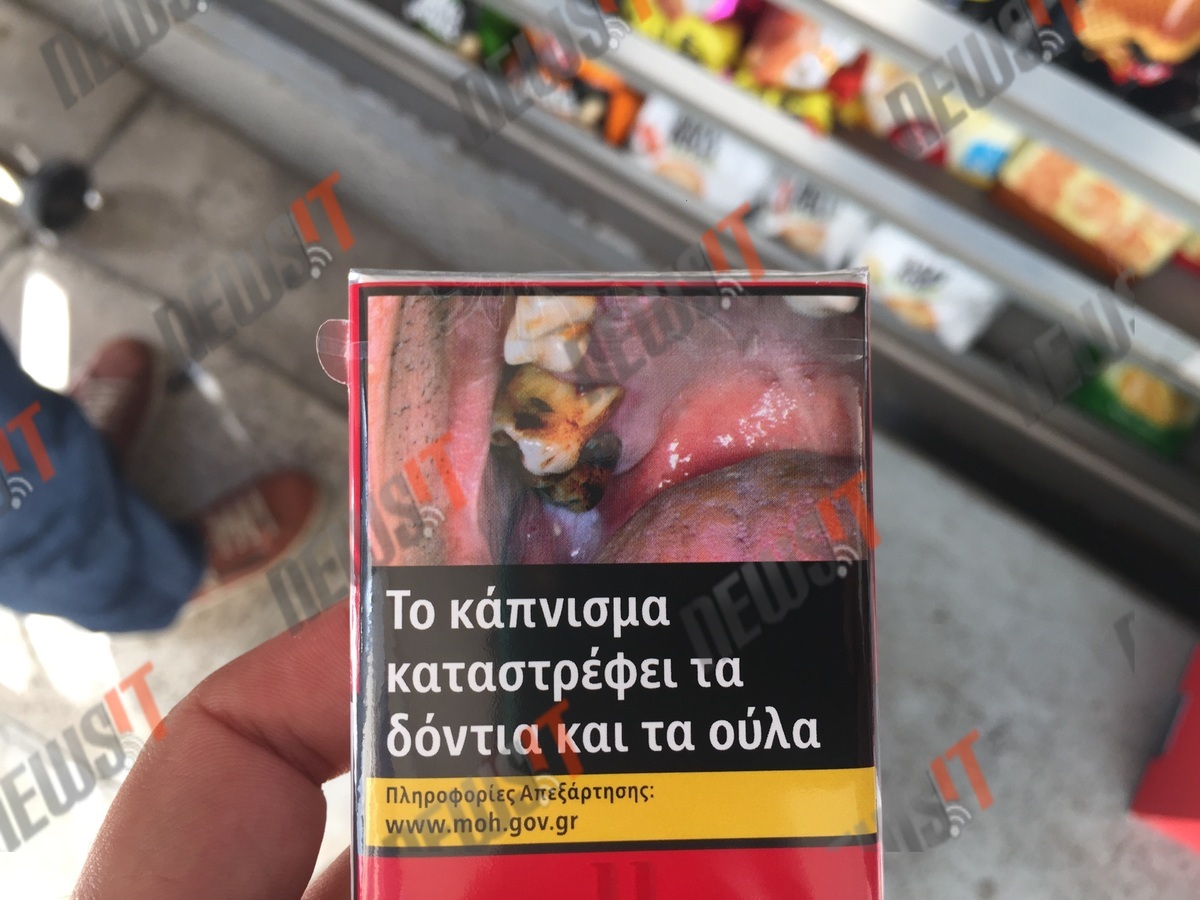 Το κάπνισμα
καταστρέφει τα
δόντια και τα ούλα
Πληροφορίες Απεξάρτησης:
www.moh.gov.gr
NEWSIT